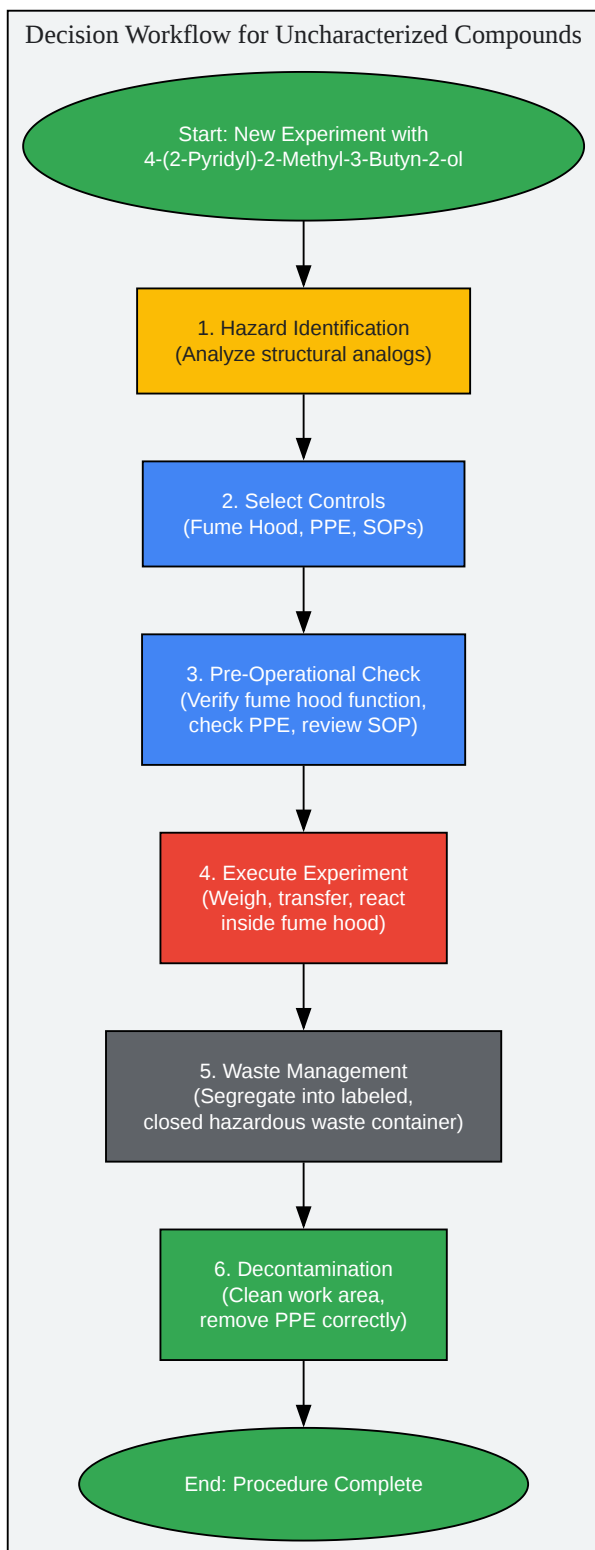 Decision Workflow for Uncharacterized Compounds
Start: New Experiment with
4-(2-Pyridyl)-2-Methyl-3-Butyn-2-ol
1. Hazard Identification
(Analyze structural analogs)
2. Select Controls
(Fume Hood, PPE, SOPs)
3. Pre-Operational Check
(Verify fume hood function,
check PPE, review SOP)
4. Execute Experiment
(Weigh, transfer, react
inside fume hood)
5. Waste Management
(Segregate into labeled,
closed hazardous waste container)
6. Decontamination
(Clean work area,
remove PPE correctly)
End: Procedure Complete